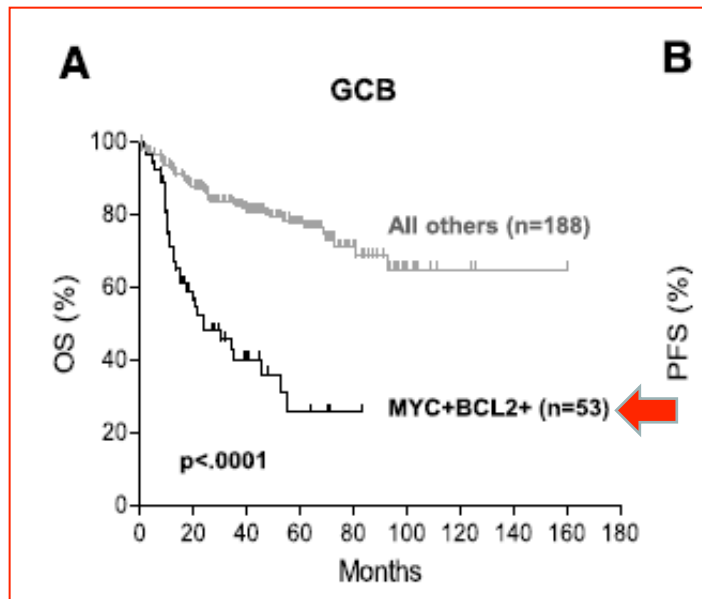 A
B
GCB
100
80
60
40
20
0
OS (%)
All others (n=188)
MYC+BCL2+ (n=53)
p<.0001
PFS (%)
0 20 40 60 80 100 120 140 160 180
Months